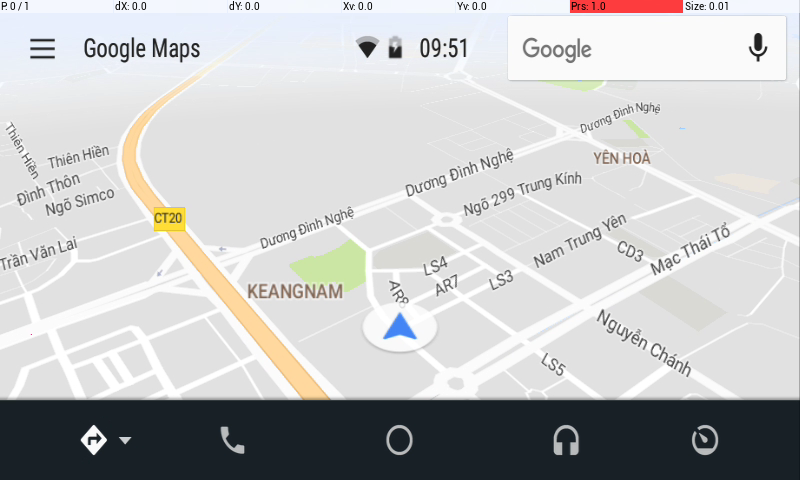 P: 0 / 1 dX: 0.0 dY: 0.0 Xv: 0.0 Yv: 0.0 Prs: 1.0 Size: 0.01
Google Maps 09:51 Google
Dương Đình Nghệ
Thiên Hiền
Thiên Hiền
YÊN HOÀ
Dương Đình Nghệ
Đình Thôn
Ngõ 299 Trung Kính
Ngõ Simco
CT20
Dương Đình Nghệ
Nam Trung Yên
Trần Văn Lai
CD3
Mạc Thái Tổ
LS4
LS3
AR7
KEANGNAM
AR8
Nguyễn Chánh
LS5